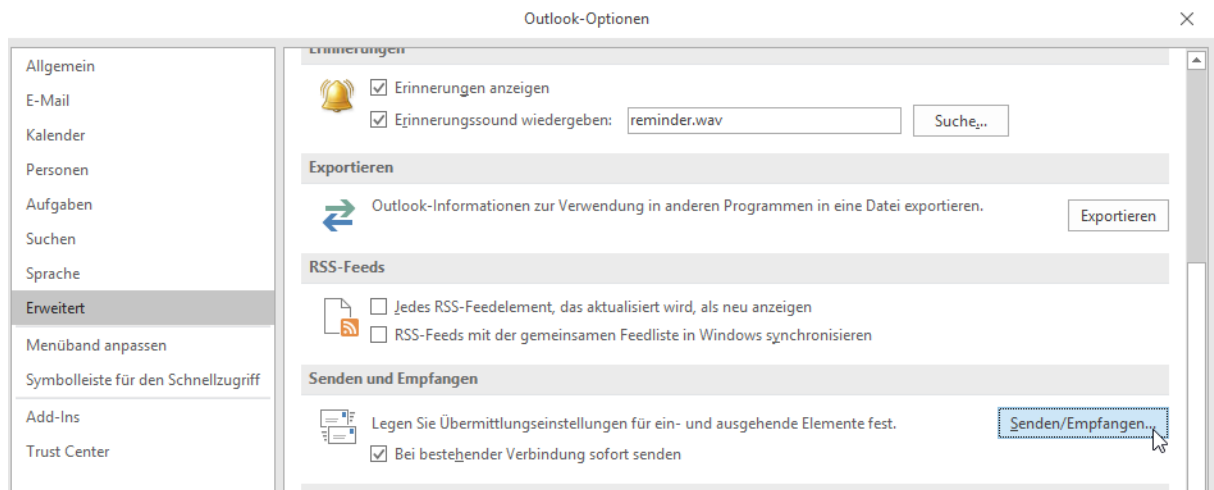 Outlook-Optionen
Allgemein
E-Mail
Kalender
Personen
Aufgaben
Suchen
Sprache
Erweitert
Menüband anpassen
Symbolleiste für den Schnellzugriff
Add-Ins
Trust Center
Erinnerungen
Erinnerungen anzeigen
Erinnerungssound wiedergeben: reminder.wav Suche...
Exportieren
Outlook-Informationen zur Verwendung in anderen Programmen in eine Datei exportieren.
Exportieren
RSS-Feeds
Jedes RSS-Feedelement, das aktualisiert wird, als neu anzeigen
RSS-Feeds mit der gemeinsamen Feedliste in Windows synchronisieren
Senden und Empfangen
Legen Sie Übermittlungseinstellungen für ein- und ausgehende Elemente fest. Senden/Empfangen...
Bei bestehender Verbindung sofort senden